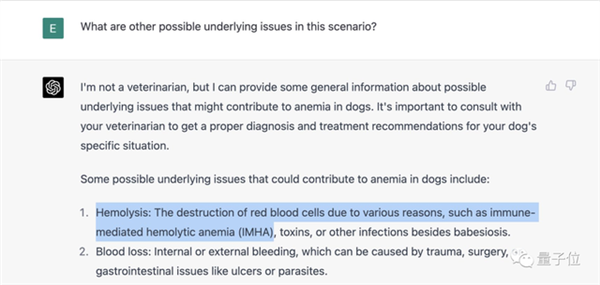 E
What are other possible underlying issues in this scenario?
I'm not a veterinarian, but I can provide some general information about possible
underlying issues that might contribute to anemia in dogs. It's important to consult with
your veterinarian to get a proper diagnosis and treatment recommendations for your dog's
specific situation.
Some possible underlying issues that could contribute to anemia in dogs include:
1. Hemolysis: The destruction of red blood cells due to various reasons, such as immune-
mediated hemolytic anemia (IMHA), toxins, or other infections besides babesiosis.
2. Blood loss: Internal or external bleeding, which can be caused by trauma, surgery,
gastrointestinal issues like ulcers or parasites.
量子位